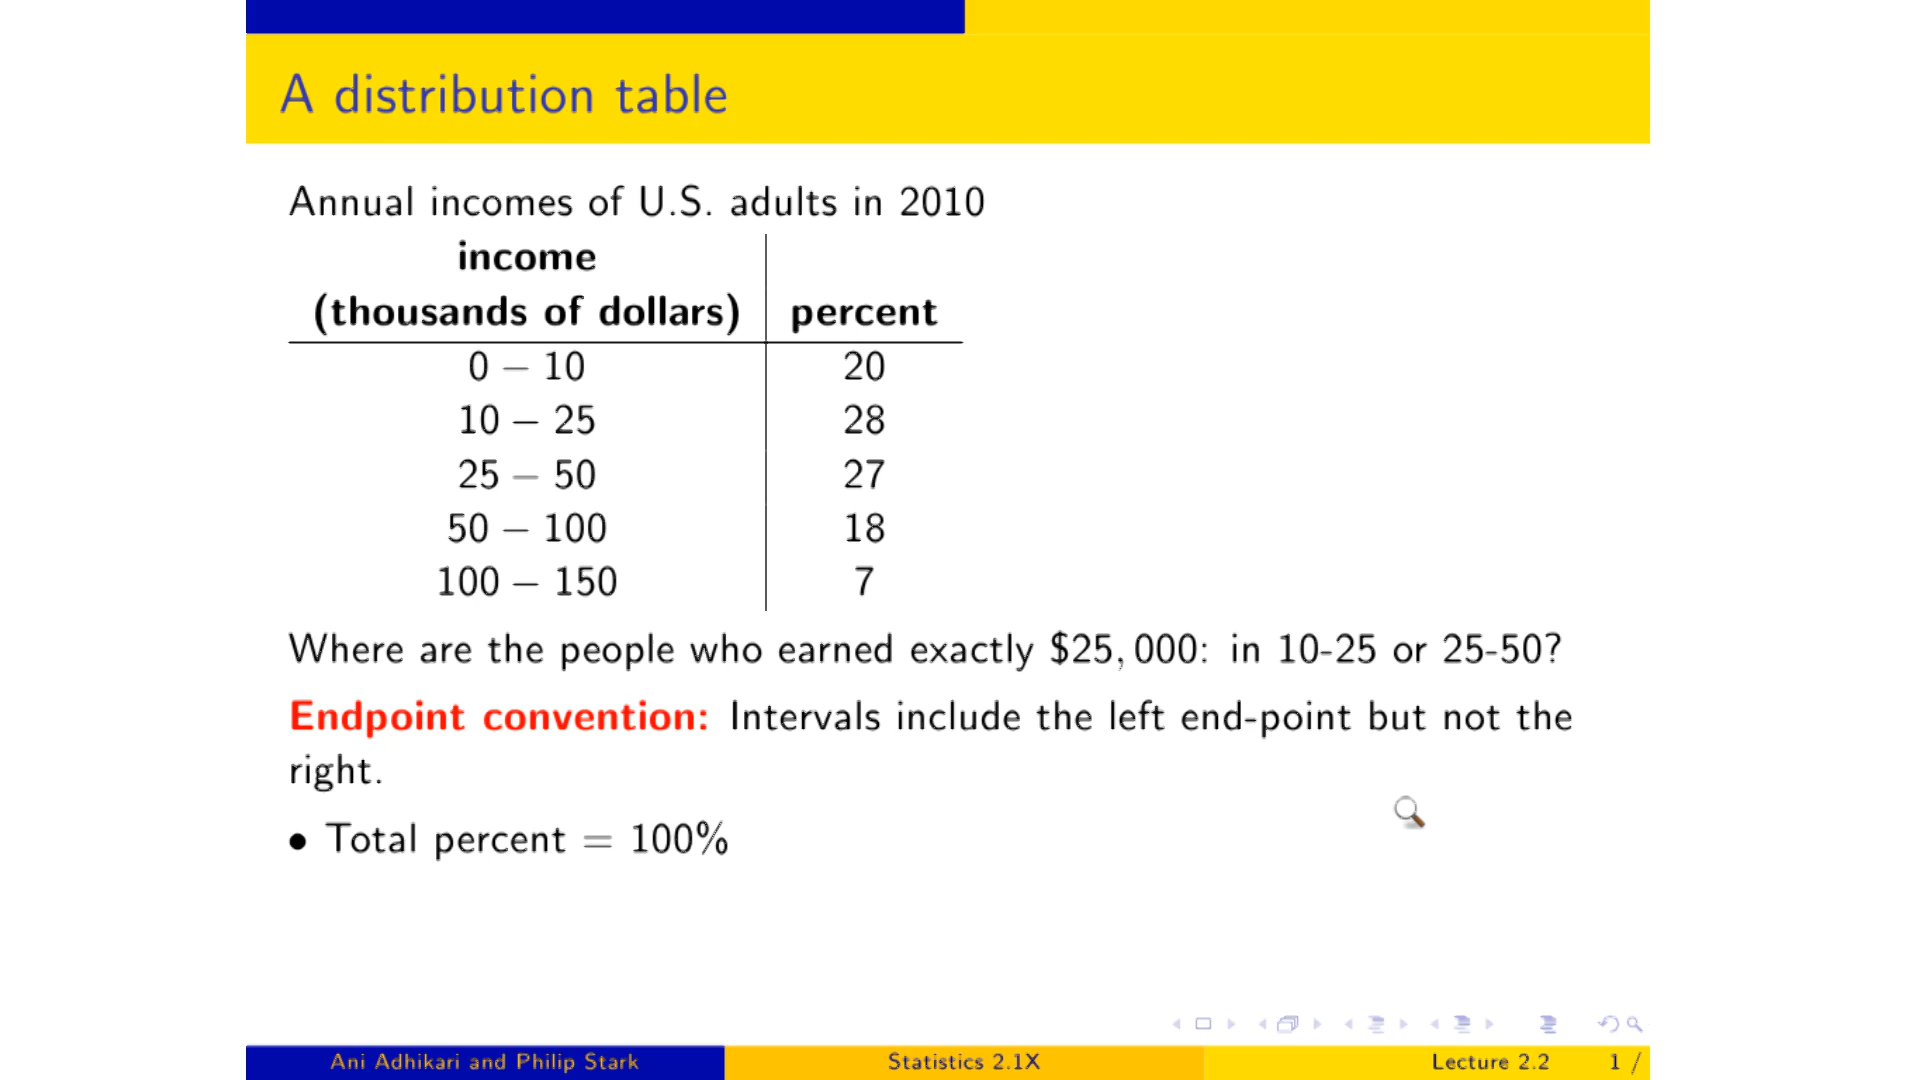 A distribution table
Annual incomes of U.S. adults in 2010
income
(thousands of dollars) percent
0 – 10 20
10 – 25 28
25 – 50 27
50 – 100 18
100 – 150 7
Where are the people who earned exactly $25,000: in 10-25 or 25-50?
Endpoint convention: Intervals include the left end-point but not the
right.
• Total percent = 100%
Ani Adhikari and Philip Stark Statistics 2.1X Lecture 2.2 1 /